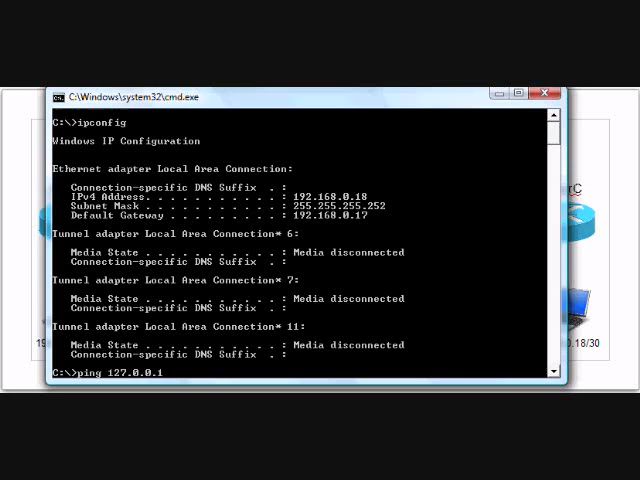 C:\Windows\system32\cmd.exe
C:\>ipconfig
Windows IP Configuration
Ethernet adapter Local Area Connection:
Connection-specific DNS Suffix . :
IPv4 Address. . . . . . . . . . . : 192.168.0.18
Subnet Mask . . . . . . . . . . . : 255.255.255.252
Default Gateway . . . . . . . . . : 192.168.0.17
Tunnel adapter Local Area Connection* 6:
Media State . . . . . . . . . . . : Media disconnected
Connection-specific DNS Suffix . :
Tunnel adapter Local Area Connection* 7:
Media State . . . . . . . . . . . : Media disconnected
Connection-specific DNS Suffix . :
Tunnel adapter Local Area Connection* 11:
Media State . . . . . . . . . . . : Media disconnected
Connection-specific DNS Suffix . :
C:\>ping 127.0.0.1
rC
19
0.18/30